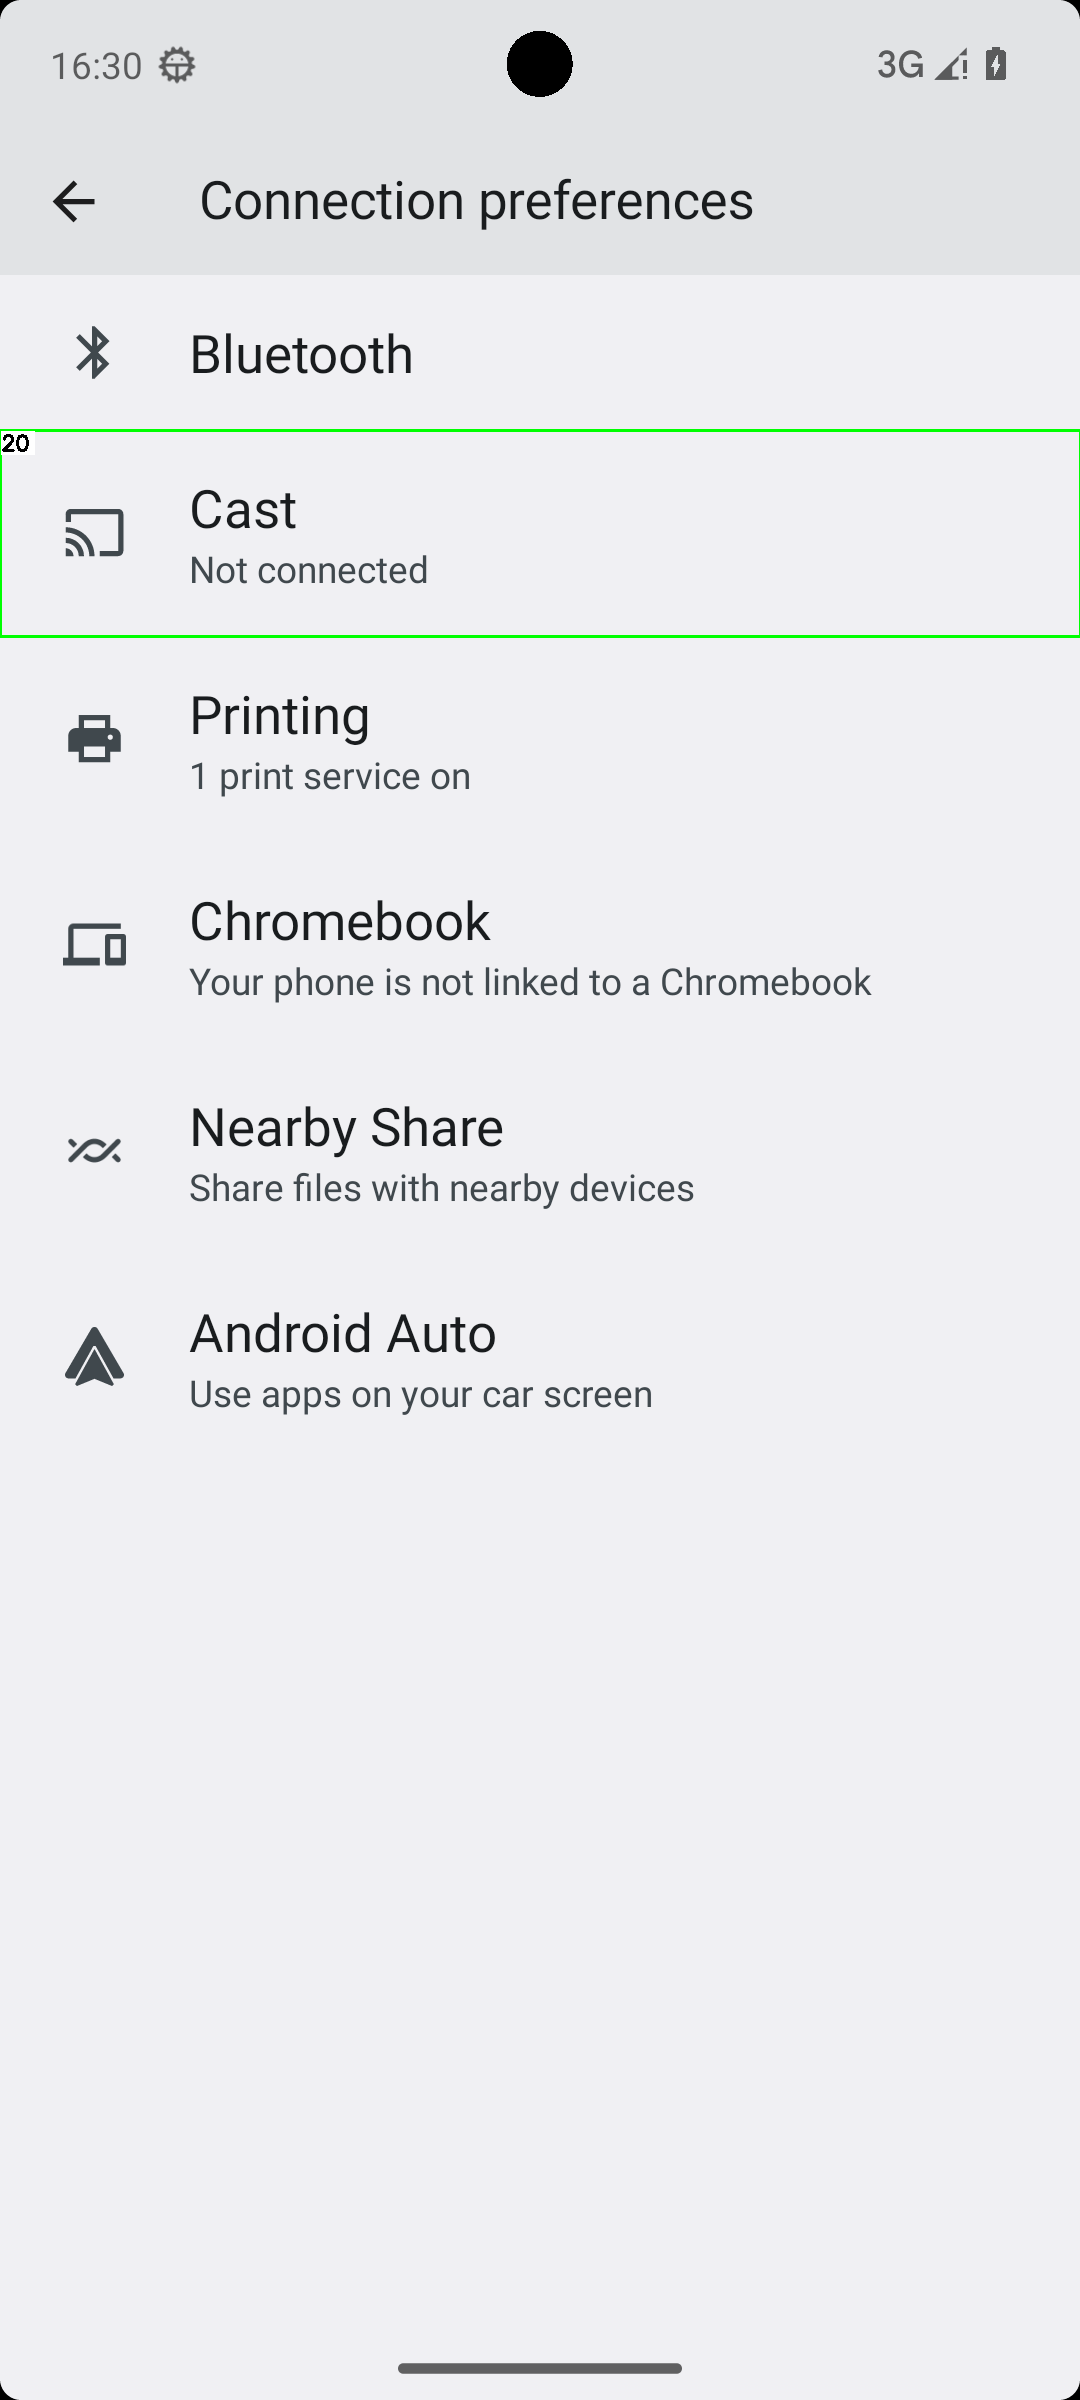 16:30
3G
Connection preferences
Bluetooth
20
Cast
Not connected
Printing
1 print service on
Chromebook
Your phone is not linked to a Chromebook
Nearby Share
Share files with nearby devices
Android Auto
Use apps on your car screen